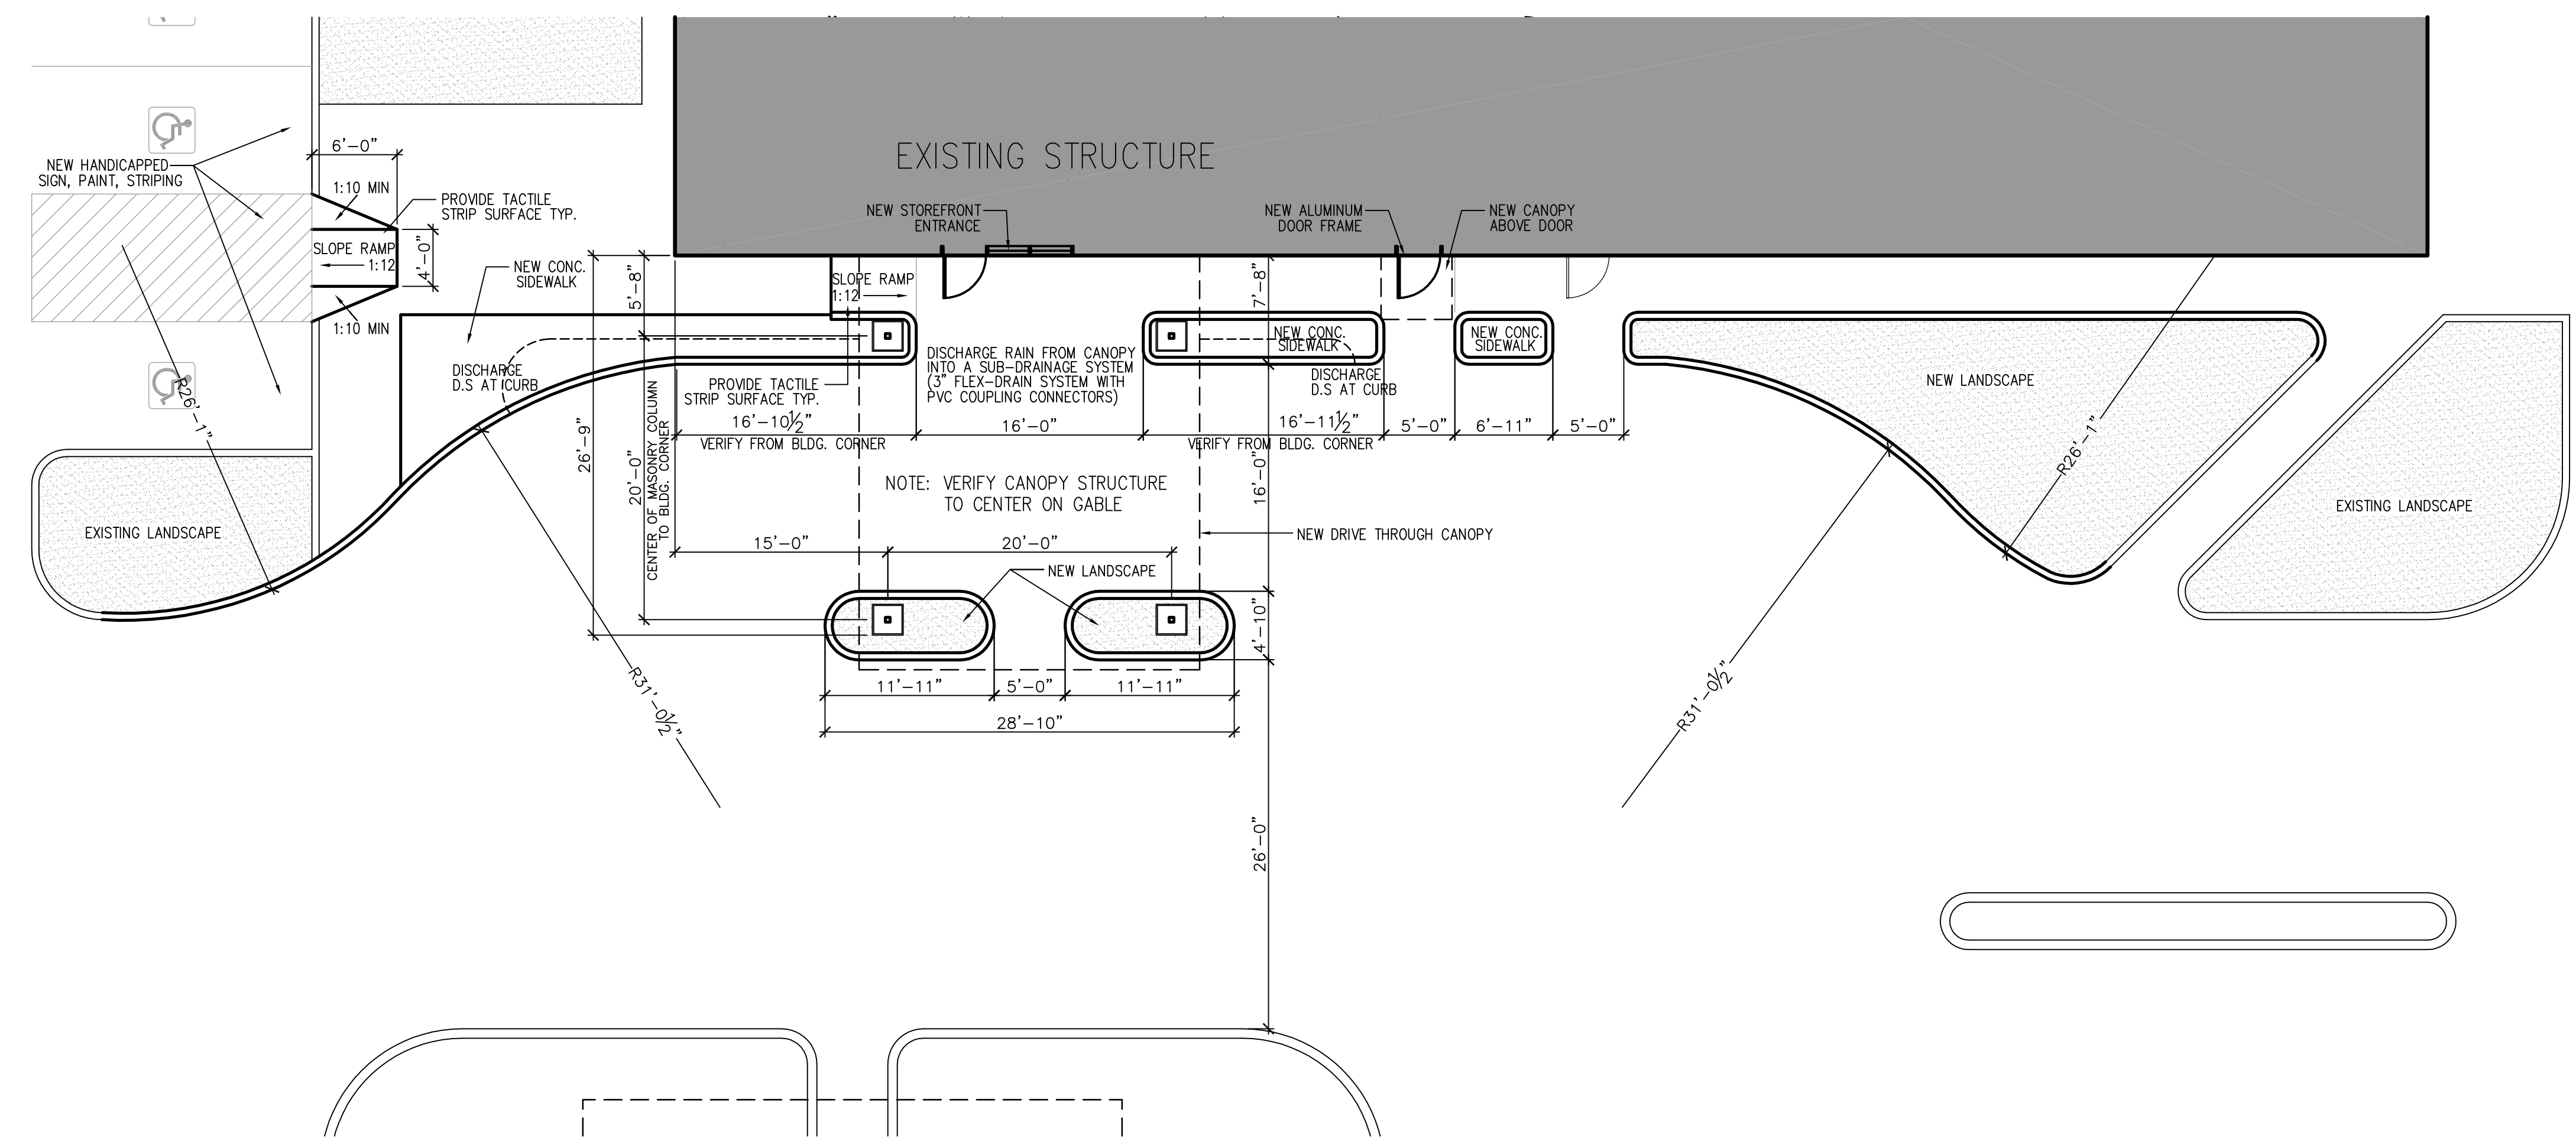 EXISTING STRUCTURE
6'-0"
NEW HANDICAPPED
SIGN, PAINT, STRIPING
1:10 MIN
PROVIDE TACTILE
STRIP SURFACE TYP.
SLOPE RAMP
1:12
4'-0"
1:10 MIN
NEW CONC.
SIDEWALK
NEW STOREFRONT
ENTRANCE
NEW ALUMINUM
DOOR FRAME
NEW CANOPY
ABOVE DOOR
5'-8"
SLOPE RAMP
1:12
7'-8"
DISCHARGE
D.S AT CURB
PROVIDE TACTILE
STRIP SURFACE TYP.
DISCHARGE RAIN FROM CANOPY
INTO A SUB-DRAINAGE SYSTEM
(3" FLEX-DRAIN SYSTEM WITH
PVC COUPLING CONNECTORS)
NEW CONC.
SIDEWALK
DISCHARGE
D.S AT CURB
NEW CONC.
SIDEWALK
NEW LANDSCAPE
R26'-1"
16'-10½"
VERIFY FROM BLDG. CORNER
16'-0"
16'-11½"
VERIFY FROM BLDG. CORNER
5'-0"
6'-11"
5'-0"
R26'-1"
26'-9"
20'-0"
CENTER OF MASONRY COLUMN
TO BLDG. CORNER
NOTE: VERIFY CANOPY STRUCTURE
TO CENTER ON GABLE
16'-0"
EXISTING LANDSCAPE
EXISTING LANDSCAPE
15'-0"
20'-0"
NEW DRIVE THROUGH CANOPY
NEW LANDSCAPE
4'-10"
R31'-0½"
11'-11"
5'-0"
11'-11"
28'-10"
R31'-0½"
26'-0"